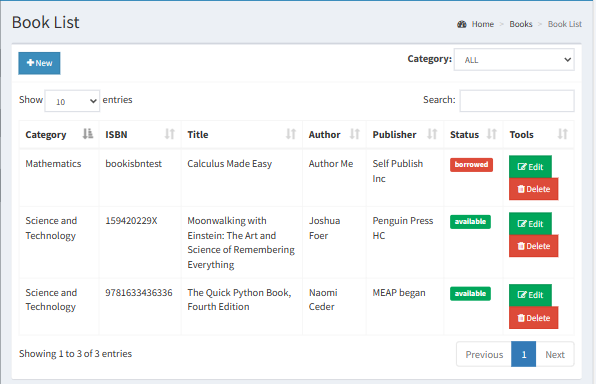 Book List
Home > Books > Book List
New
Category: ALL
Show 10 entries
Search:
Category ISBN Title Author Publisher Status Tools
Mathematics bookisbntest Calculus Made Easy Author Me Self Publish borrowed Edit
Inc Delete
Science and 159420229X Moonwalking with Joshua Penguin Press available Edit
Technology Einstein: The Art and Foer HC Delete
Science of Remembering
Everything
Science and 9781633436336 The Quick Python Book, Naomi MEAP began available Edit
Technology Fourth Edition Ceder Delete
Showing 1 to 3 of 3 entries
Previous 1 Next